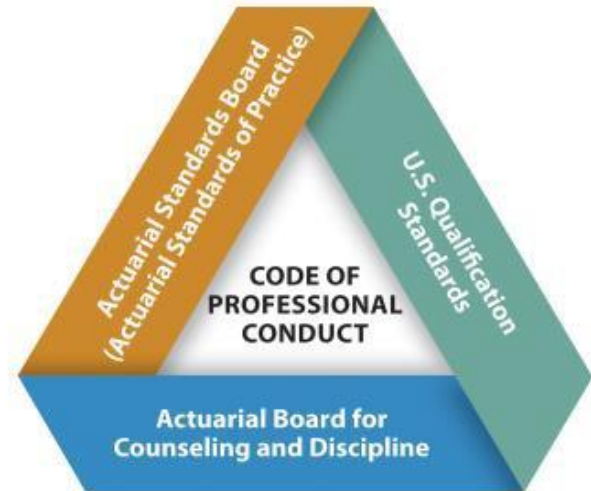 Actuarial Standards Board
(Actuarial Standards of Practice)
U.S. Qualification
Standards
CODE OF
PROFESSIONAL
CONDUCT
Actuarial Board for
Counseling and Discipline